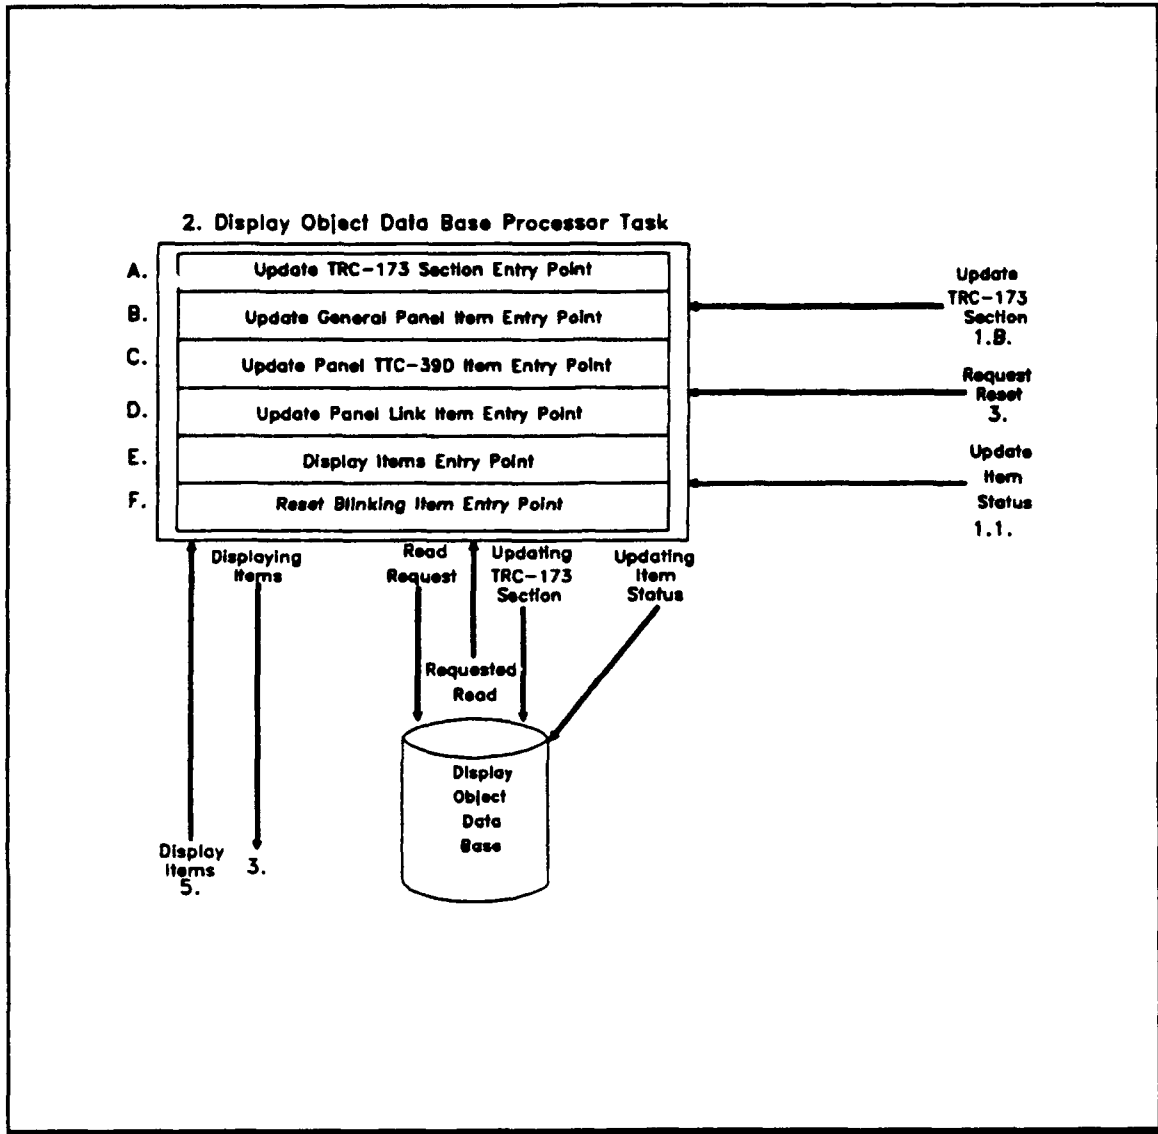 2. Display Object Data Base Processor Task
A. Update TRC-173 Section Entry Point
B. Update General Panel Item Entry Point
C. Update Panel TTC-39D Item Entry Point
D. Update Panel Link Item Entry Point
E. Display Items Entry Point
F. Reset Blinking Item Entry Point
Update
TRC-173
Section
1.B.
Request
Reset
3.
Update
Item
Status
1.1.
Displaying
Items
Read
Request
Updating
TRC-173
Section
Updating
Item
Status
Requested
Read
Display
Object
Data
Base
Display
Items
5.
3.